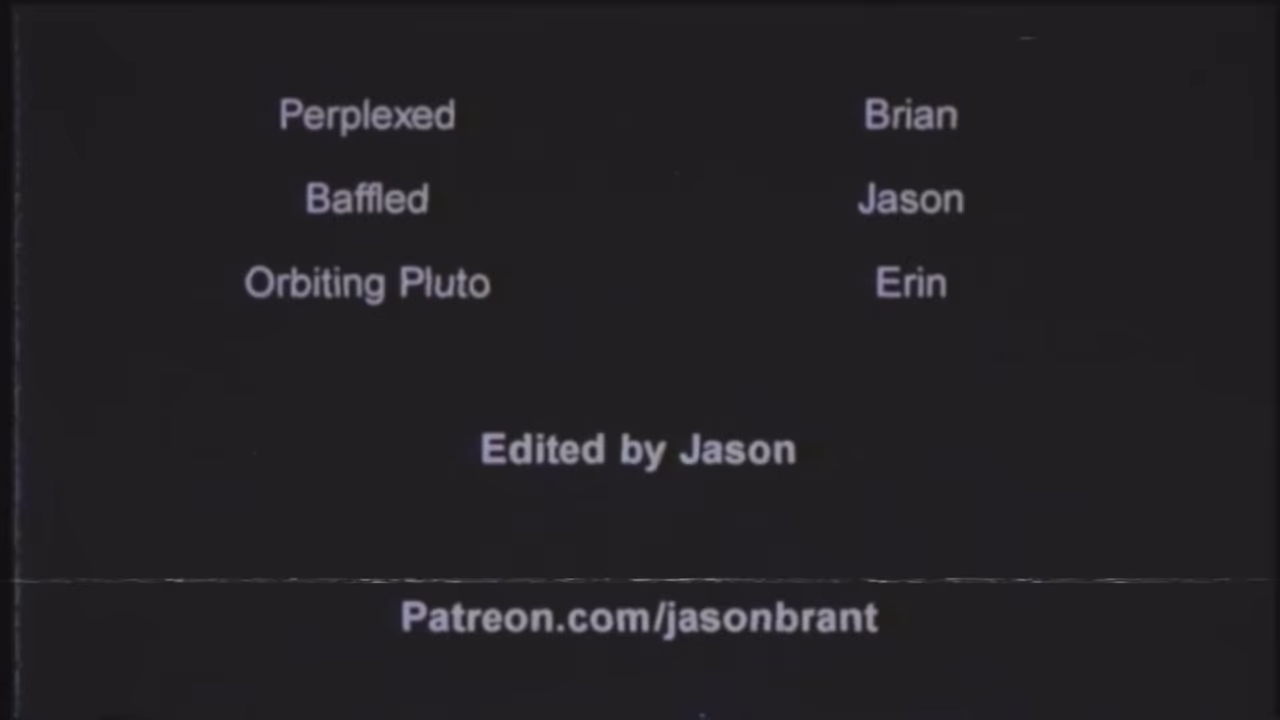 Perplexed Brian
Baffled Jason
Orbiting Pluto Erin
Edited by Jason
Patreon.com/jasonbrant